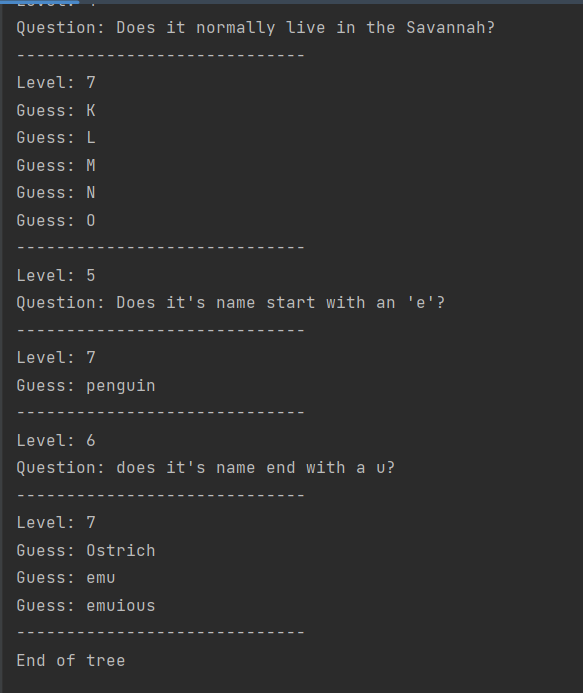 Question: Does it normally live in the Savannah?
-----------------------------
Level: 7
Guess: K
Guess: L
Guess: M
Guess: N
Guess: O
-----------------------------
Level: 5
Question: Does it's name start with an 'e'?
-----------------------------
Level: 7
Guess: penguin
-----------------------------
Level: 6
Question: does it's name end with a u?
-----------------------------
Level: 7
Guess: Ostrich
Guess: emu
Guess: emuious
-----------------------------
End of tree